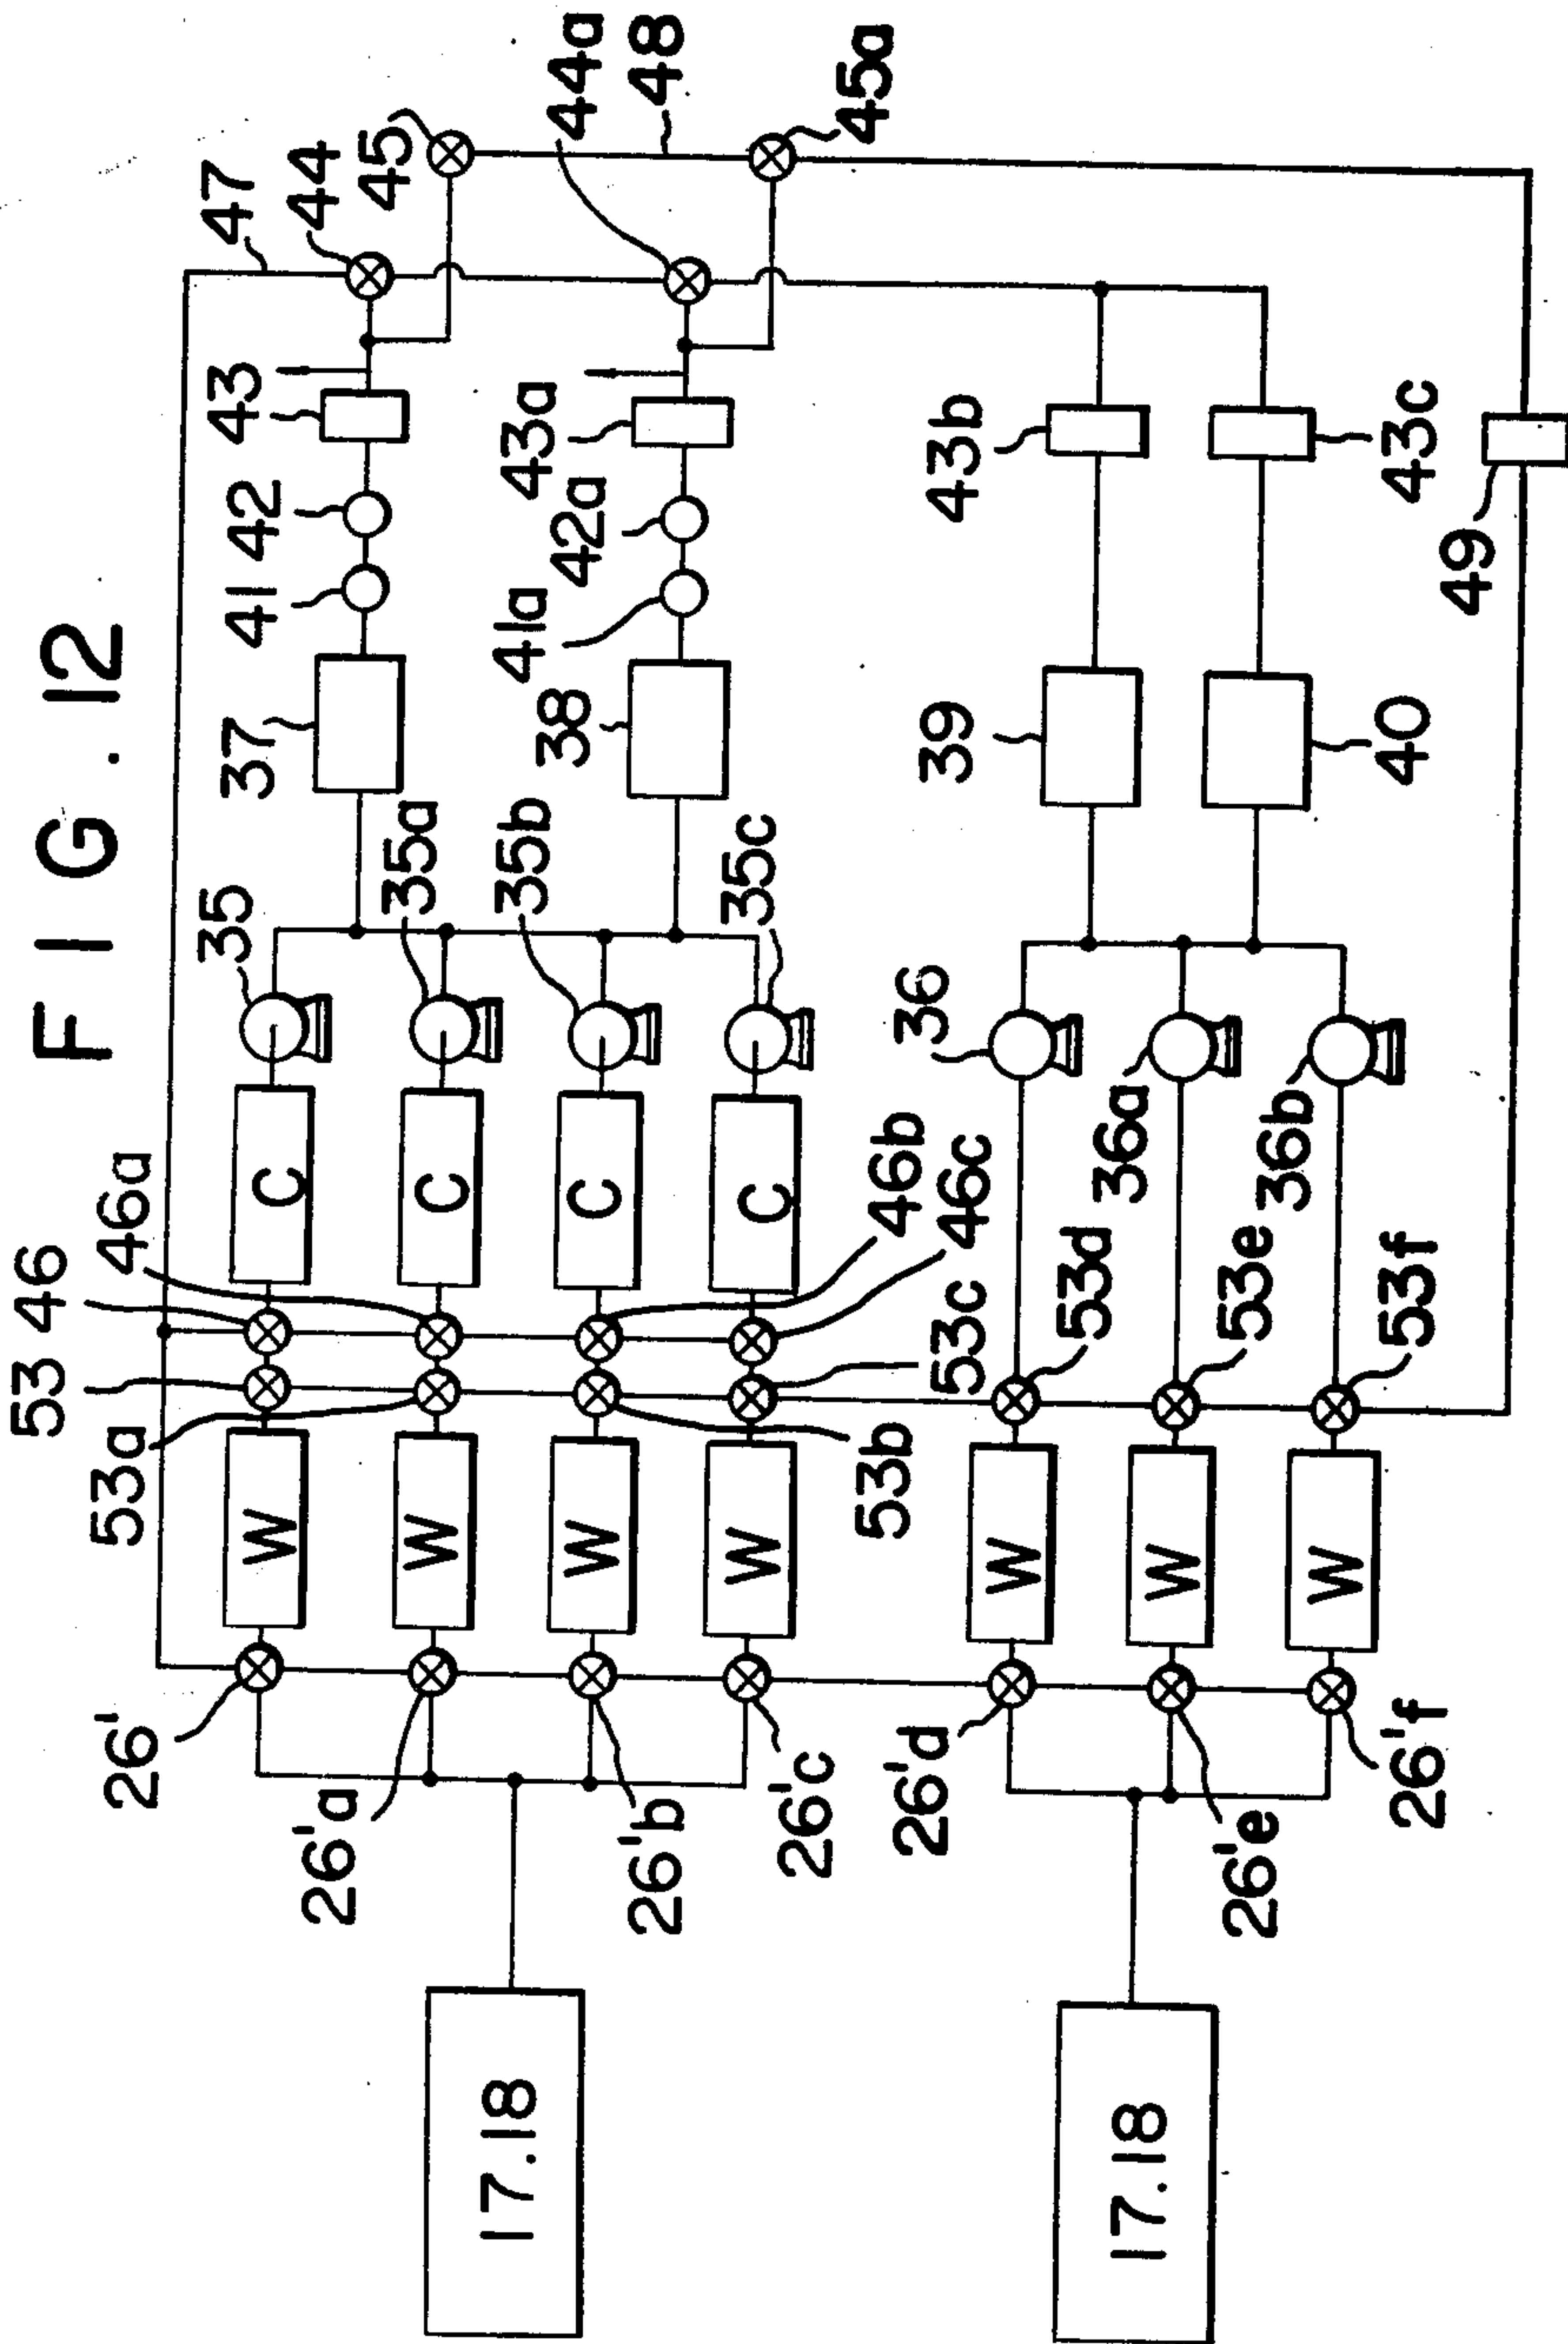 FIG. 12
47
44
45
44a
48
45a
43
42
41
37
43a
42a
41a
38
43b
39
43c
40
49
35
35a
35b
35c
36
36a
36b
C
C
C
C
46
46a
46b
46c
53
53a
53b
53c
53d
53e
53f
W
W
W
W
W
W
W
26'
26'a
26'b
26'c
26'd
26'e
26'f
17.18
17.18